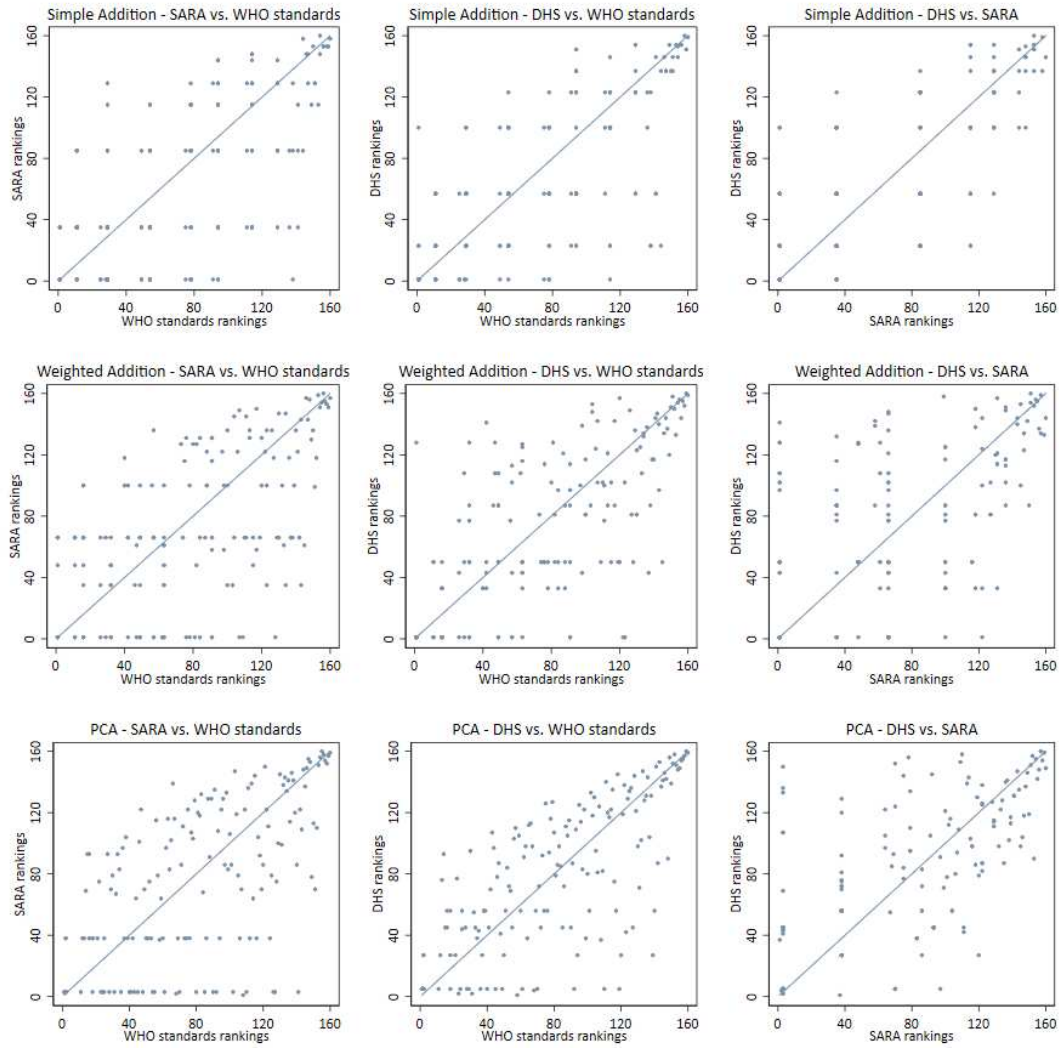 Simple Addition - SARA vs. WHO standards
SARA rankings
160
120
80
40
0
0 40 80 120 160
WHO standards rankings
Simple Addition - DHS vs. WHO standards
DHS rankings
160
120
80
40
0
0 40 80 120 160
WHO standards rankings
Simple Addition - DHS vs. SARA
DHS rankings
160
120
80
40
0
0 40 80 120 160
SARA rankings
Weighted Addition - SARA vs. WHO standards
SARA rankings
160
120
80
40
0
0 40 80 120 160
WHO standards rankings
Weighted Addition - DHS vs. WHO standards
DHS rankings
160
120
80
40
0
0 40 80 120 160
WHO standards rankings
Weighted Addition - DHS vs. SARA
DHS rankings
160
120
80
40
0
0 40 80 120 160
SARA rankings
PCA - SARA vs. WHO standards
SARA rankings
160
120
80
40
0
0 40 80 120 160
WHO standards rankings
PCA - DHS vs. WHO standards
DHS rankings
160
120
80
40
0
0 40 80 120 160
WHO standards rankings
PCA - DHS vs. SARA
DHS rankings
160
120
80
40
0
0 40 80 120 160
SARA rankings